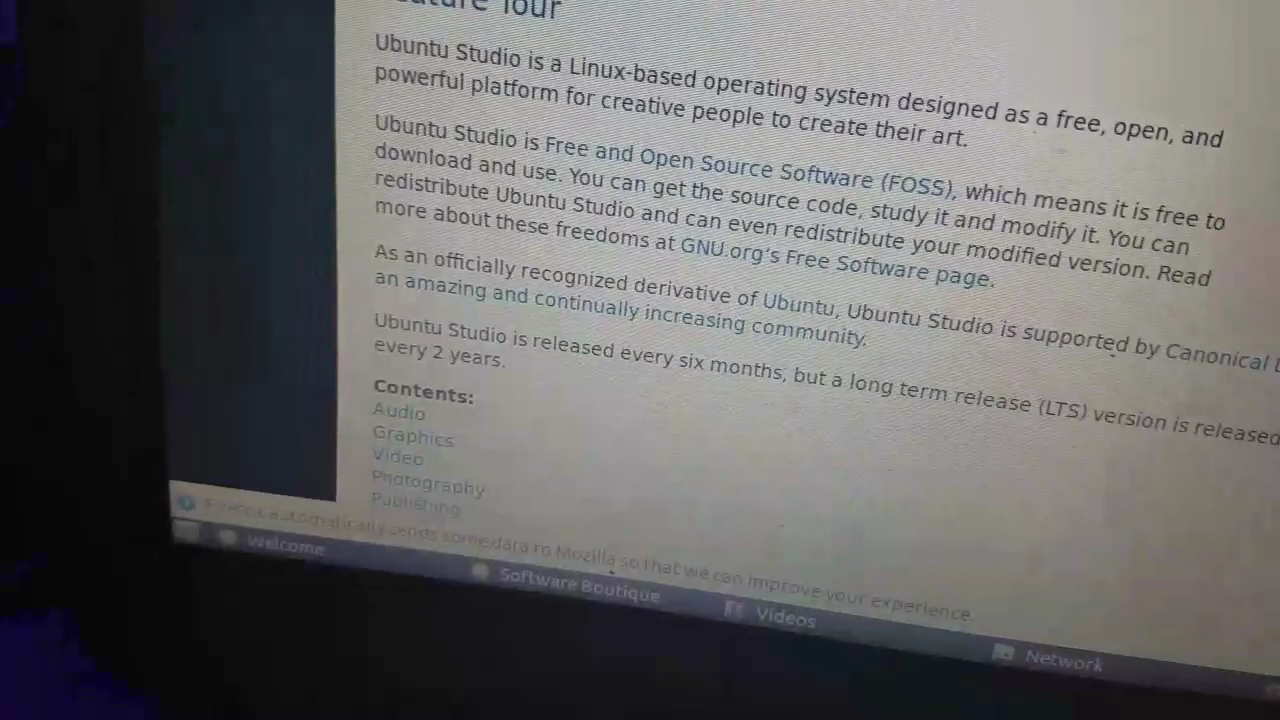 Feature Tour
Ubuntu Studio is a Linux-based operating system designed as a free, open, and
powerful platform for creative people to create their art.
Ubuntu Studio is Free and Open Source Software (FOSS), which means it is free to
download and use. You can get the source code, study it and modify it. You can
redistribute Ubuntu Studio and can even redistribute your modified version. Read
more about these freedoms at GNU.org’s Free Software page.
As an officially recognized derivative of Ubuntu, Ubuntu Studio is supported by Canonical
an amazing and continually increasing community.
Ubuntu Studio is released every six months, but a long term release (LTS) version is released
every 2 years.
Contents:
Audio
Graphics
Video
Photography
Publishing
Firefox automatically sends some data to Mozilla so that we can improve your experience.
Welcome
Software Boutique
Videos
Network